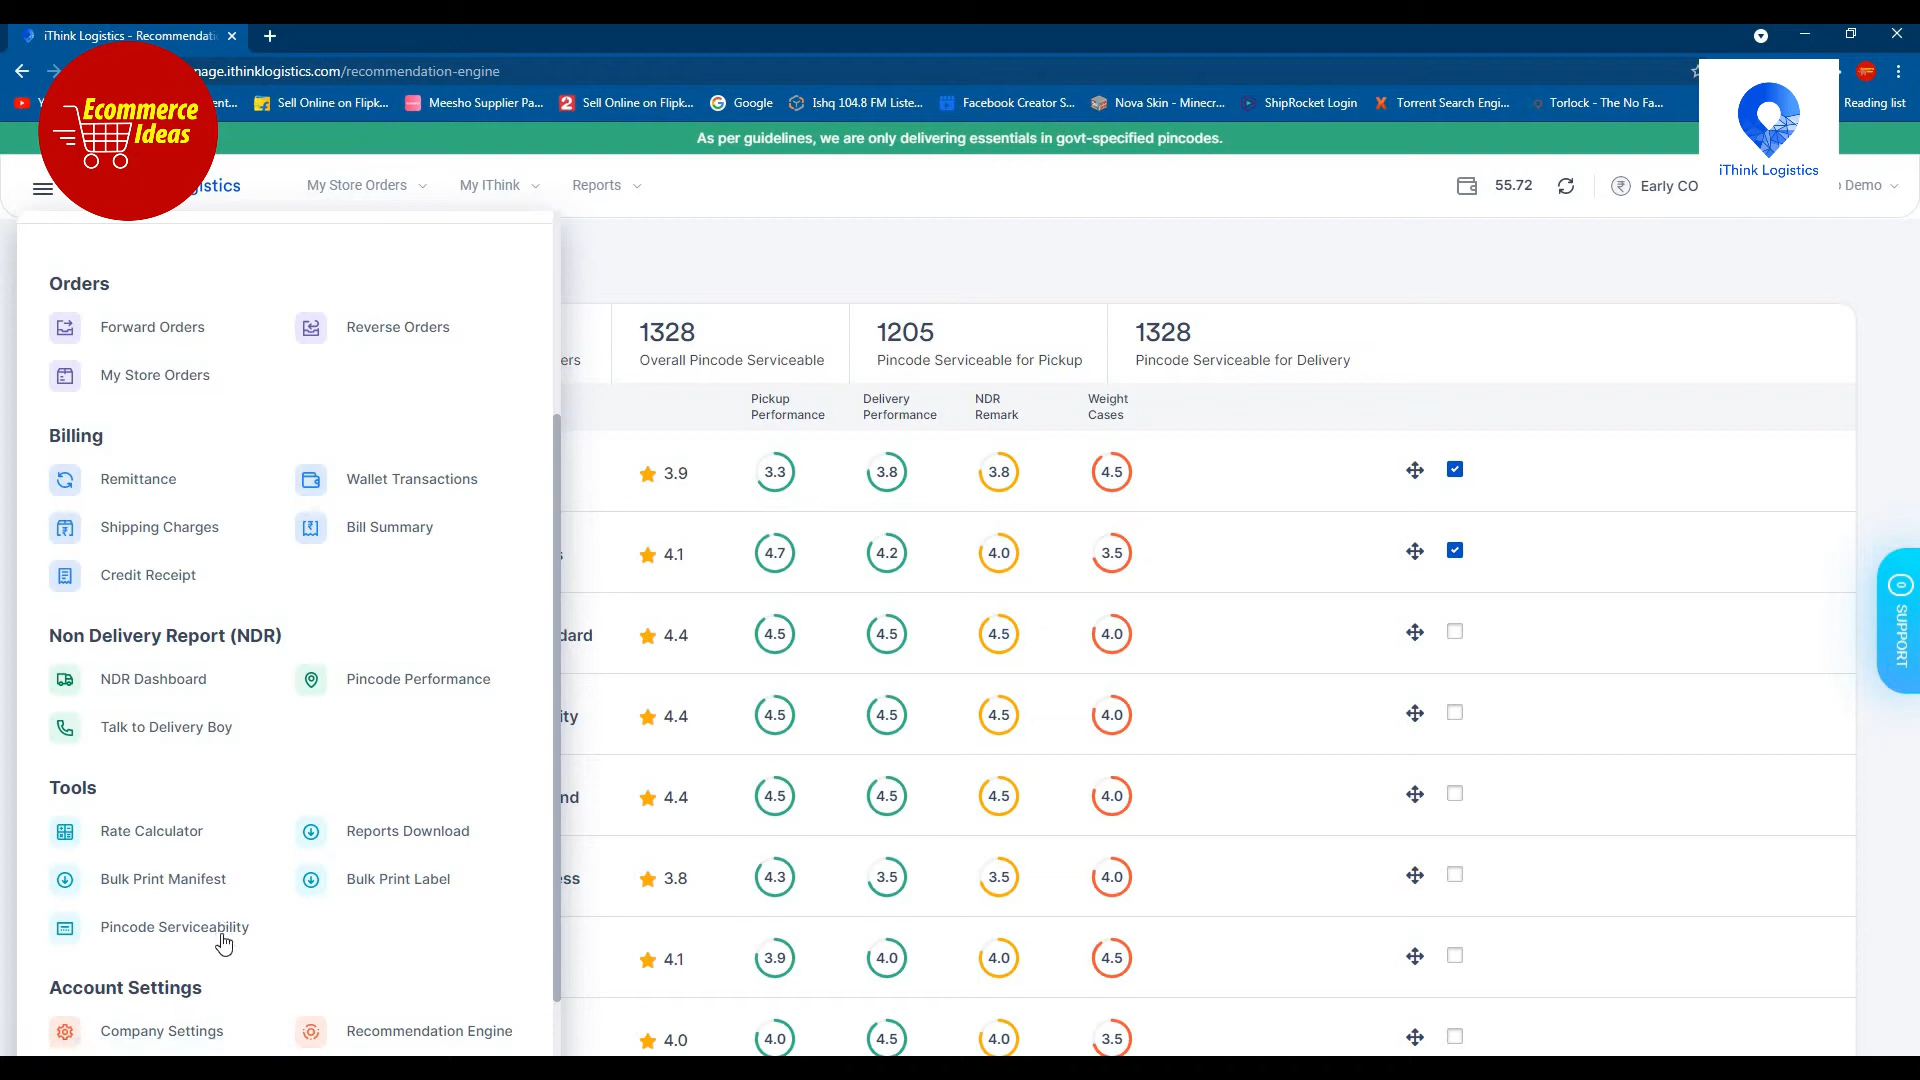 iThink Logistics - Recommendati
nage.ithinklogistics.com/recommendation-engine
Sell Online on Flipk...
Meesho Supplier Pa...
Sell Online on Flipk...
Google
Ishq 104.8 FM Liste...
Facebook Creator S...
Nova Skin - Minecr...
ShipRocket Login
Torrent Search Engi...
Torlock - The No Fa...
Reading list
Ecommerce
Ideas
iThink Logistics
As per guidelines, we are only delivering essentials in govt-specified pincodes.
istics
My Store Orders
My IThink
Reports
55.72
Early CO
Demo
Orders
Forward Orders
Reverse Orders
My Store Orders
Billing
Remittance
Wallet Transactions
Shipping Charges
Bill Summary
Credit Receipt
Non Delivery Report (NDR)
NDR Dashboard
Pincode Performance
Talk to Delivery Boy
Tools
Rate Calculator
Reports Download
Bulk Print Manifest
Bulk Print Label
Pincode Serviceability
Account Settings
Company Settings
Recommendation Engine
ers
1328
Overall Pincode Serviceable
1205
Pincode Serviceable for Pickup
1328
Pincode Serviceable for Delivery
Pickup
Performance
Delivery
Performance
NDR
Remark
Weight
Cases
3.9 3.3 3.8 3.8 4.5
s 4.1 4.7 4.2 4.0 3.5
dard 4.4 4.5 4.5 4.5 4.0
ity 4.4 4.5 4.5 4.5 4.0
nd 4.4 4.5 4.5 4.5 4.0
ess 3.8 4.3 3.5 3.5 4.0
4.1 3.9 4.0 4.0 4.5
4.0 4.0 4.5 4.0 3.5
SUPPORT